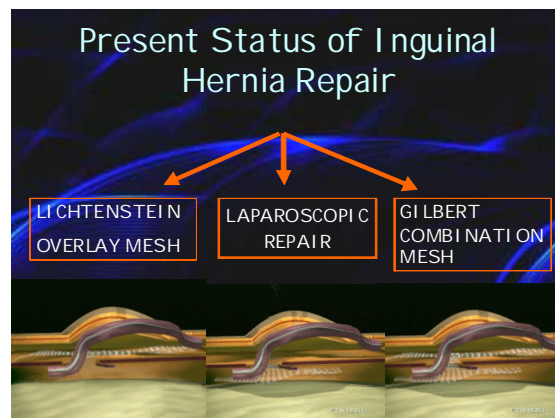 Present Status of Inguinal
Hernia Repair
LICHTENSTEIN
OVERLAY MESH
LAPAROSCOPIC
REPAIR
GILBERT
COMBINATION
MESH